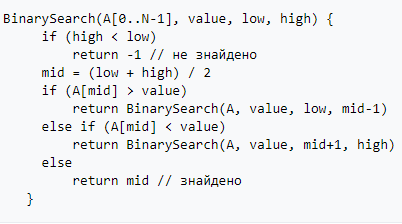 BinarySearch(A[0..N-1], value, low, high) {
    if (high < low)
        return -1 // не знайдено
    mid = (low + high) / 2
    if (A[mid] > value)
        return BinarySearch(A, value, low, mid-1)
    else if (A[mid] < value)
        return BinarySearch(A, value, mid+1, high)
    else
        return mid // знайдено
  }